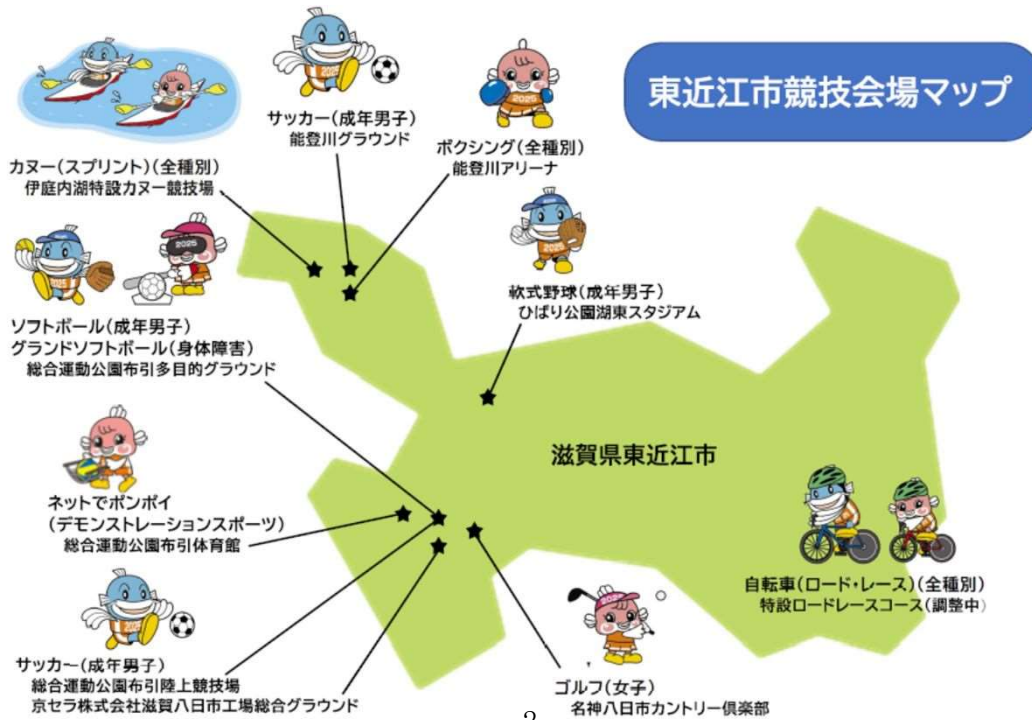 東近江市競技会場マップ
カヌー(スプリント)(全種別)
伊庭内湖特設カヌー競技場
サッカー(成年男子)
能登川グラウンド
ボクシング(全種別)
能登川アリーナ
軟式野球(成年男子)
ひばり公園湖東スタジアム
ソフトボール(成年男子)
グランドソフトボール(身体障害)
総合運動公園布引多目的グラウンド
滋賀県東近江市
ネットでポンポイ
(デモンストレーションスポーツ)
総合運動公園布引体育館
自転車(ロード・レース)(全種別)
特設ロードレースコース(調整中)
サッカー(成年男子)
総合運動公園布引陸上競技場
京セラ株式会社滋賀八日市工場総合グラウンド
ゴルフ(女子)
名神八日市カントリー倶楽部
2025
2025
2025
2025